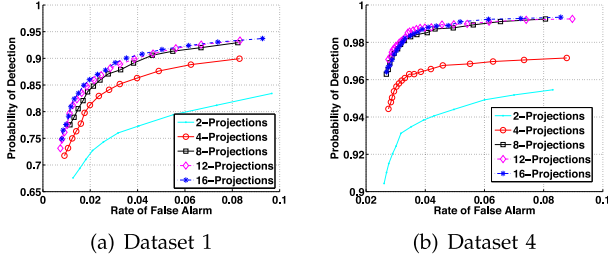 Probability of Detection
1
0.95
0.9
0.85
0.8
0.75
0.7
0.65
2−Projections
4−Projections
8−Projections
12−Projections
16−Projections
0
0.02
0.04
0.06
0.08
0.1
Rate of False Alarm
(a) Dataset 1
Probability of Detection
1
0.98
0.96
0.94
0.92
0.9
2−Projections
4−Projections
8−Projections
12−Projections
16−Projections
0.02
0.04
0.06
0.08
0.1
Rate of False Alarm
(b) Dataset 4